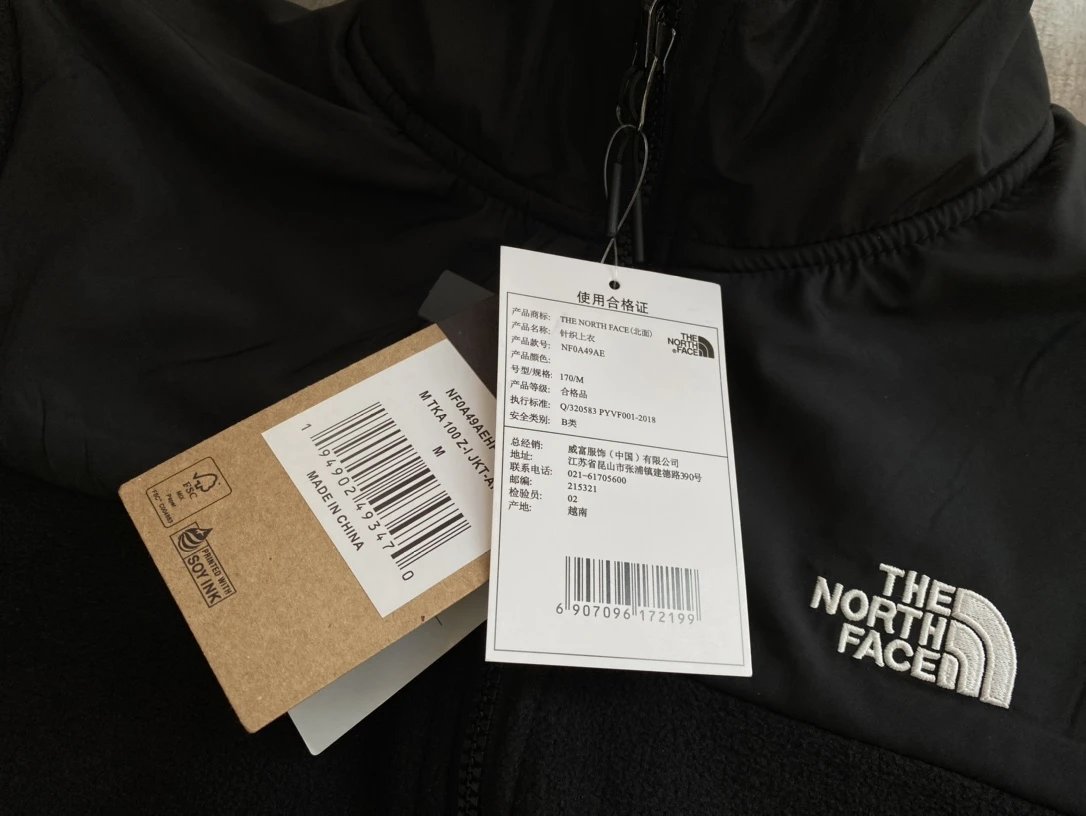 使用合格证
产品商标: THE NORTH FACE(北面)
产品名称: 针织上衣
产品款号: NF0A49AE
产品颜色:
号型/规格: 170/M
产品等级: 合格品
执行标准: Q/320583 PYVF001-2018
安全类别: B类
THE
NORTH
FACE
总经销: 威富服饰（中国）有限公司
地址: 江苏省昆山市张浦镇建德路390号
联系电话: 021-61705600
邮编: 215321
检验员: 02
产地: 越南
6 907096 172199
NF0A49AEH
M TKA 100 Z-I JKT-A
M
1 94902 49347 0
MADE IN CHINA
FSC
MIX
Paper
PRINTED WITH
SOY INK
THE
NORTH
FACE